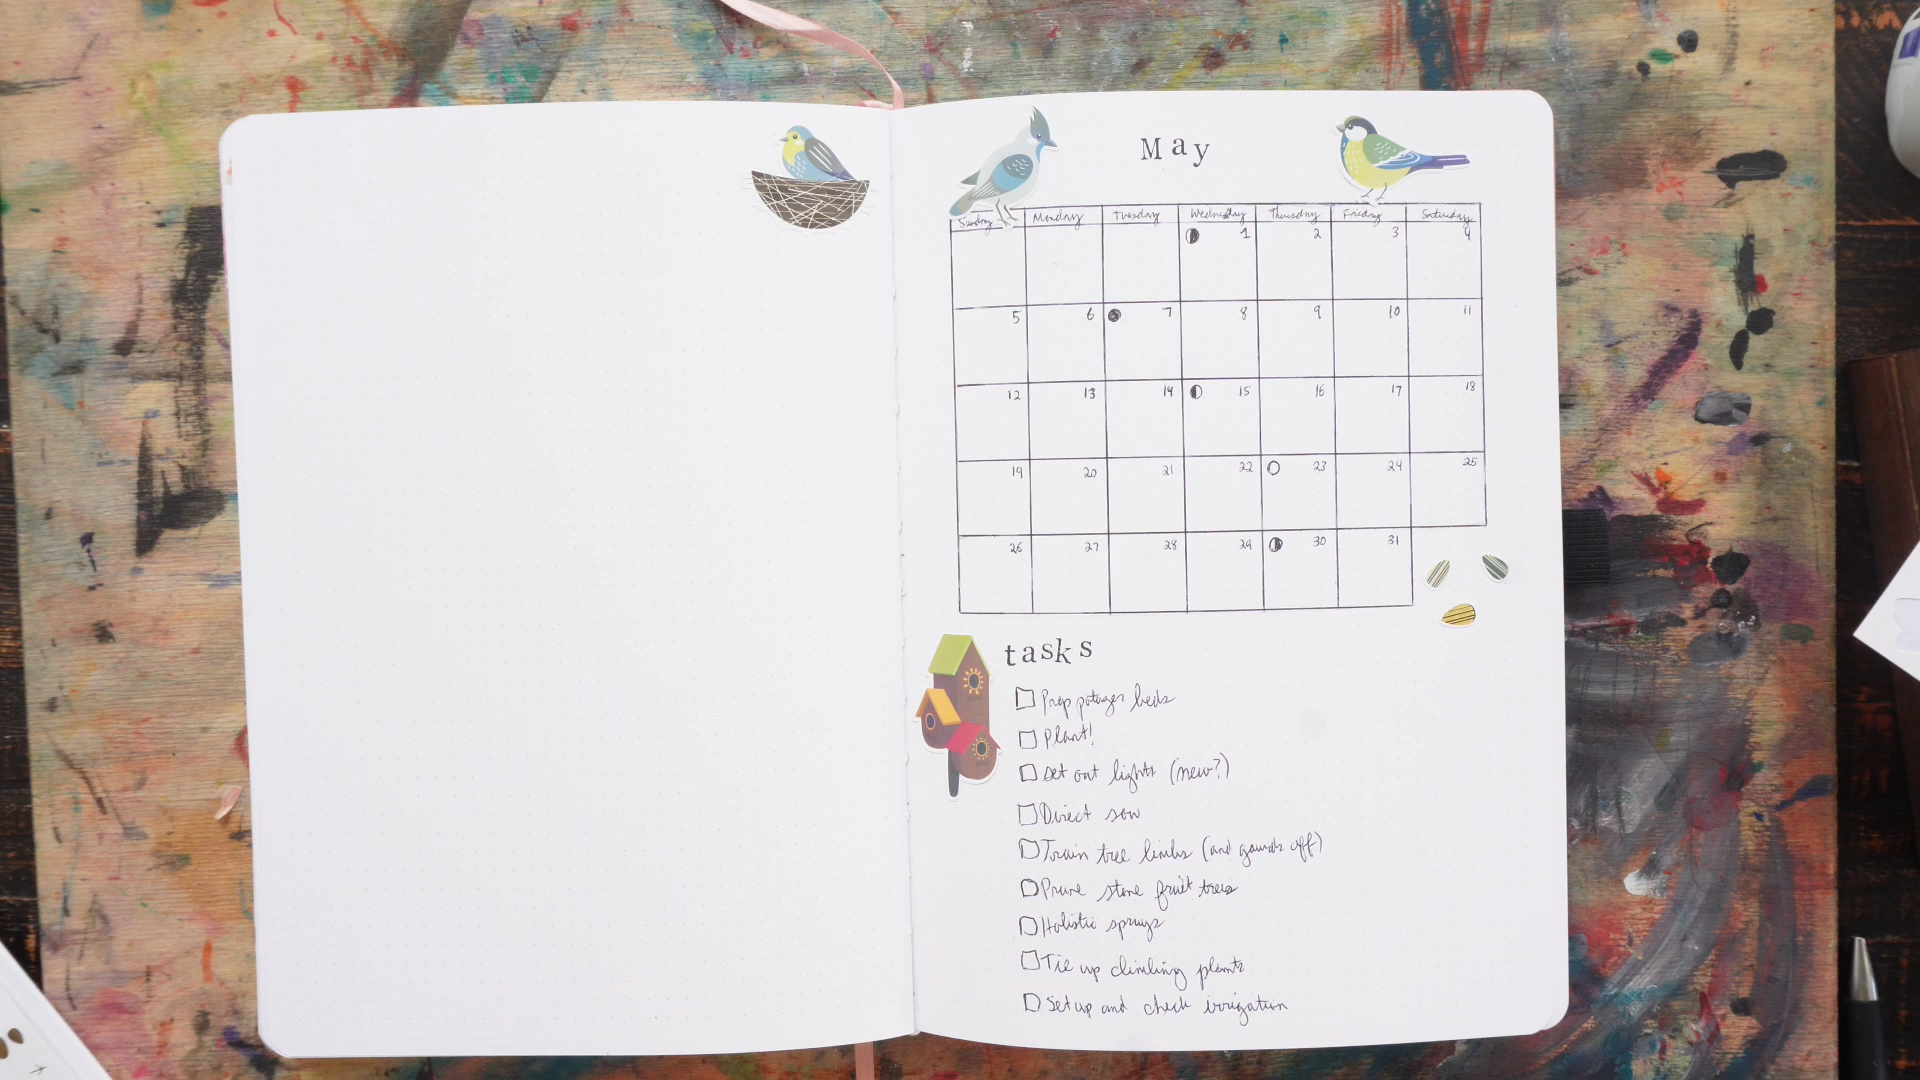 May
Sunday Monday Tuesday Wednesday Thursday Friday Saturday
1 2 3 4
5 6 7 8 9 10 11
12 13 14 15 16 17 18
19 20 21 22 23 24 25
26 27 28 29 30 31
tasks
Prep potager beds
Plant!
Set out lights (new?)
Direct sow
Train tree limbs (and gourds off)
Prune stone fruit trees
Holistic sprays
Tie up climbing plants
Set up and check irrigation